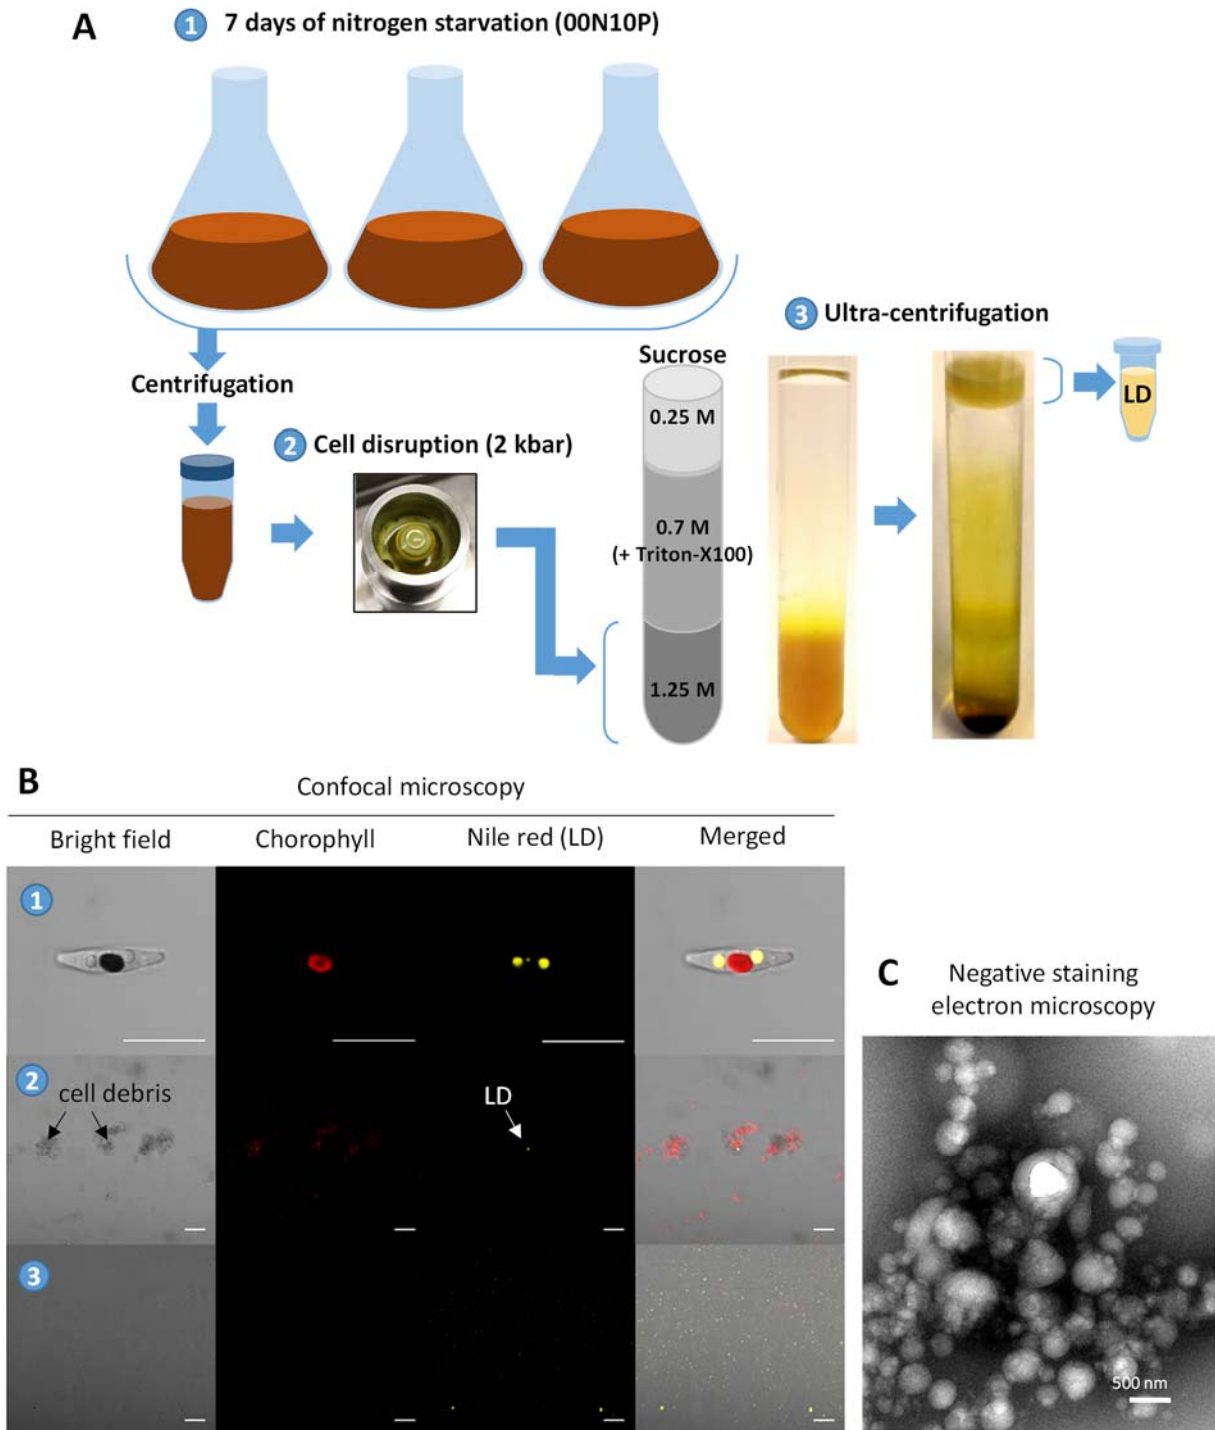 A
1 7 days of nitrogen starvation (00N10P)
3 Ultra-centrifugation
Sucrose
Centrifugation
LD
0.25 M
2 Cell disruption (2 kbar)
0.7 M
(+ Triton-X100)
1.25 M
B
Confocal microscopy
Bright field
Chorophyll
Nile red (LD)
Merged
1
2
cell debris
LD
3
C
Negative staining
electron microscopy
500 nm